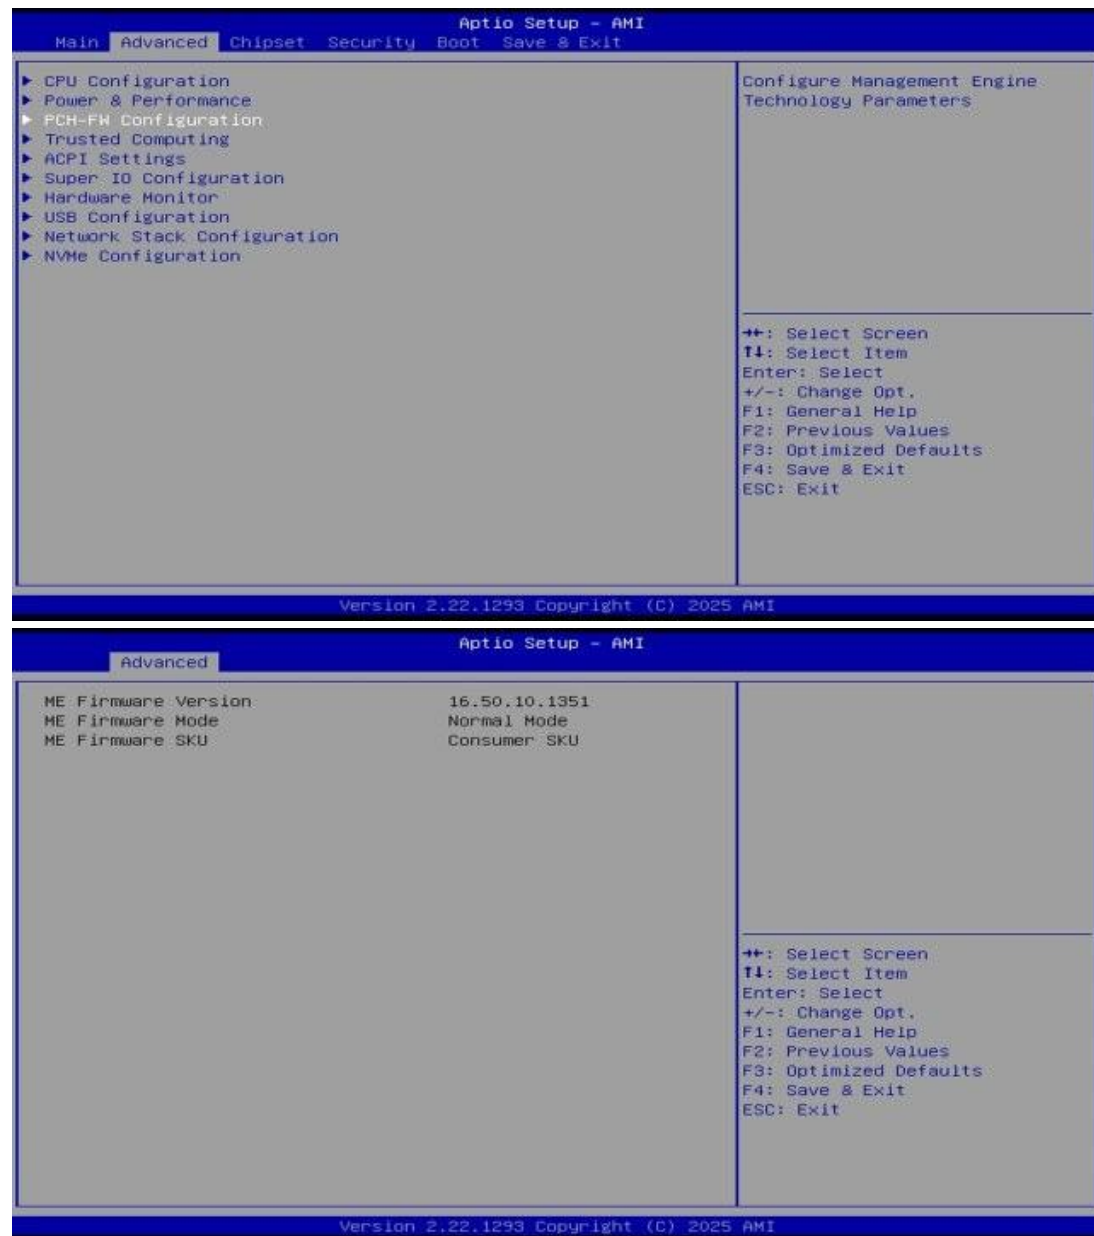 Aptio Setup - AMI
Main Advanced Chipset Security Boot Save & Exit
CPU Configuration
Power & Performance
PCH-FW Configuration
Trusted Computing
ACPI Settings
Super IO Configuration
Hardware Monitor
USB Configuration
Network Stack Configuration
NVMe Configuration
Configure Management Engine
Technology Parameters
→←: Select Screen
↑↓: Select Item
Enter: Select
+/-: Change Opt.
F1: General Help
F2: Previous Values
F3: Optimized Defaults
F4: Save & Exit
ESC: Exit
Version 2.22.1293 Copyright (C) 2025 AMI
Aptio Setup - AMI
Advanced
ME Firmware Version 16.50.10.1351
ME Firmware Mode Normal Mode
ME Firmware SKU Consumer SKU
→←: Select Screen
↑↓: Select Item
Enter: Select
+/-: Change Opt.
F1: General Help
F2: Previous Values
F3: Optimized Defaults
F4: Save & Exit
ESC: Exit
Version 2.22.1293 Copyright (C) 2025 AMI